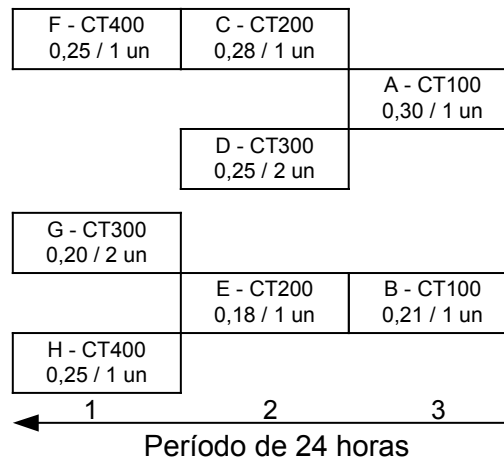 F - CT400
0,25 / 1 un
C - CT200
0,28 / 1 un
A - CT100
0,30 / 1 un
D - CT300
0,25 / 2 un
G - CT300
0,20 / 2 un
E - CT200
0,18 / 1 un
B - CT100
0,21 / 1 un
H - CT400
0,25 / 1 un
1 2 3
Período de 24 horas